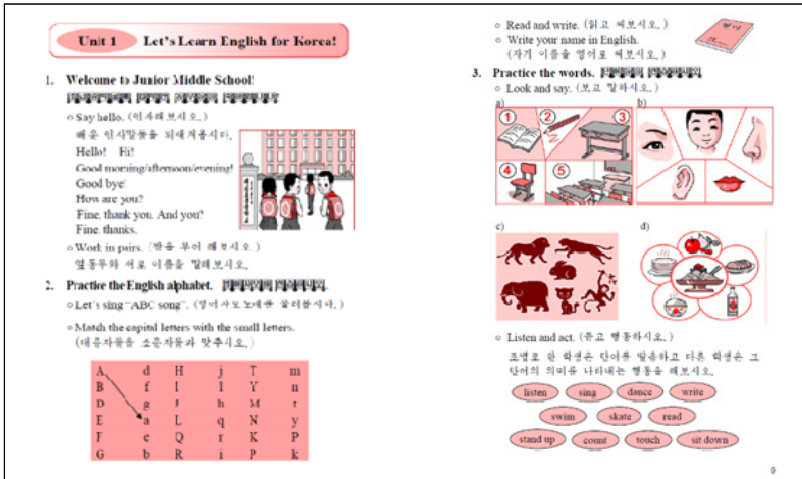 Unit 1 Let's Learn English for Korea!
1. Welcome to Junior Middle School!
○ Say hello. (인사해보시오.)
배운 인사말들을 되새겨봅시다.
Hello! Hi!
Good morning/afternoon/evening!
Good bye!
How are you?
Fine, thank you. And you?
Fine, thanks.
○ Work in pairs. (짝을 무어 해보시오.)
옆동무와 서로 이름을 말해보시오.
2. Practice the English alphabet.
○ Let's sing "ABC song". (영어자모노래를 불러봅시다.)
○ Match the capital letters with the small letters.
(대문자들을 소문자들과 맞추시오.)
A d H j T m
B f I l Y n
D g J h M t
E a L q N y
F e Q r K P
G b R i P k
○ Read and write. (읽고 써보시오.)
○ Write your name in English.
(자기 이름을 영어로 써보시오.)
영어
3. Practice the words.
○ Look and say. (보고 말하시오.)
a) b)
1 2 3
4 5
c) d)
○ Listen and act. (듣고 행동하시오.)
조별로 한 학생은 단어를 발음하고 다른 학생은 그
단어의 의미를 나타내는 행동을 해보시오.
listen sing dance write
swim skate read
stand up count touch sit down
9